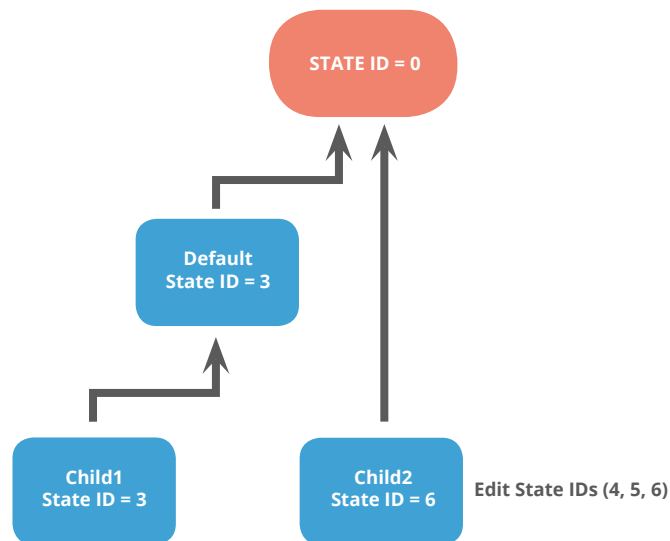 STATE ID = 0
Default
State ID = 3
Child1
State ID = 3
Child2
State ID = 6
Edit State IDs (4, 5, 6)